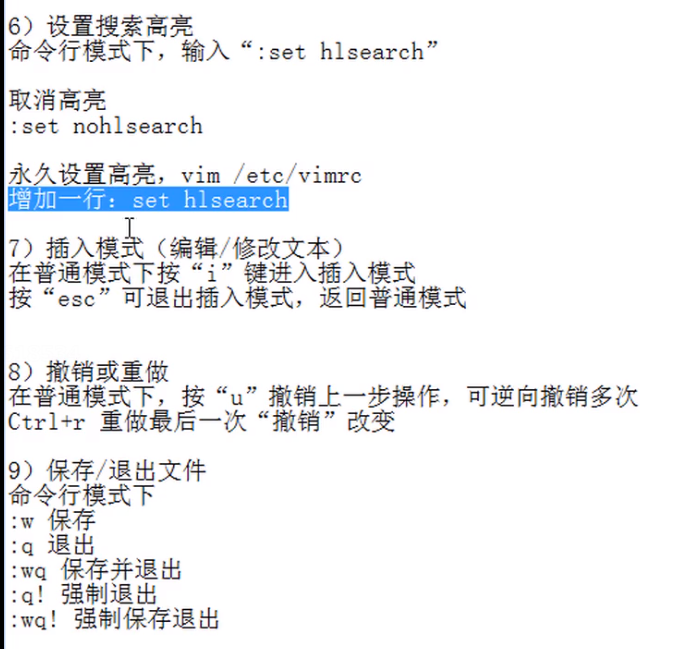 6）设置搜索高亮
命令行模式下，输入“:set hlsearch”
取消高亮
:set nohlsearch
永久设置高亮，vim /etc/vimrc
增加一行：set hlsearch
7）插入模式（编辑/修改文本）
在普通模式下按“i”键进入插入模式
按“esc”可退出插入模式，返回普通模式
8）撤销或重做
在普通模式下，按“u”撤销上一步操作，可逆向撤销多次
Ctrl+r 重做最后一次“撤销”改变
9）保存/退出文件
命令行模式下
:w 保存
:q 退出
:wq 保存并退出
:q! 强制退出
:wq! 强制保存退出